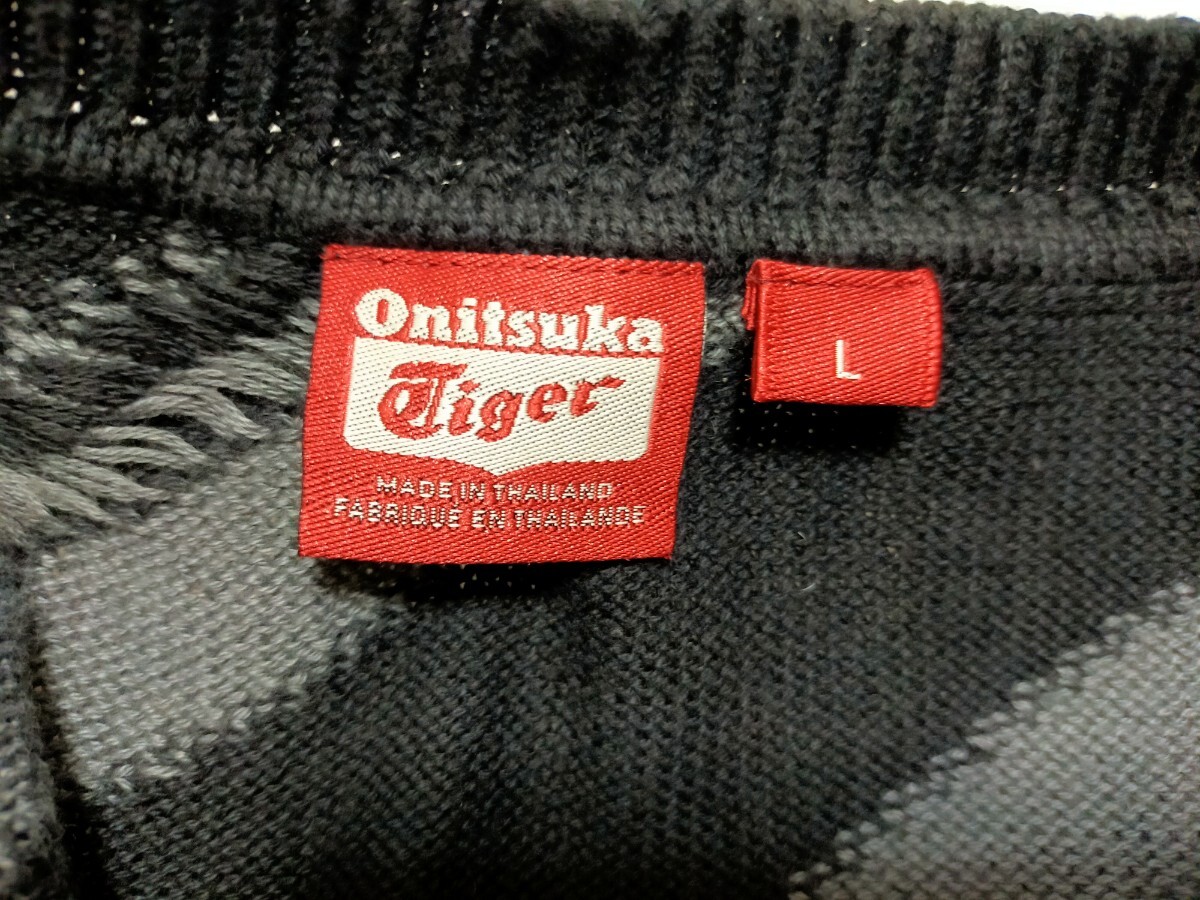 Onitsuka
Tiger
MADE IN THAILAND
FABRIQUE EN THAILANDE
L